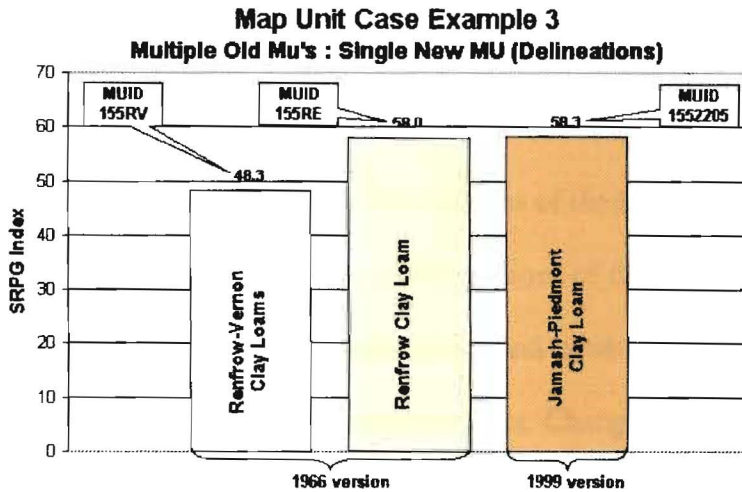 Map Unit Case Example 3
Multiple Old Mu's : Single New MU (Delineations)
SRPG Index
70
60
50
40
30
20
10
0
MUID
155RV
48.3
Renfrow-Vernon
Clay Loams
MUID
155RE
58.0
Renfrow Clay Loam
58.3
MUID
1552205
Jamash-Piedmont
Clay Loam
1966 version
1999 version